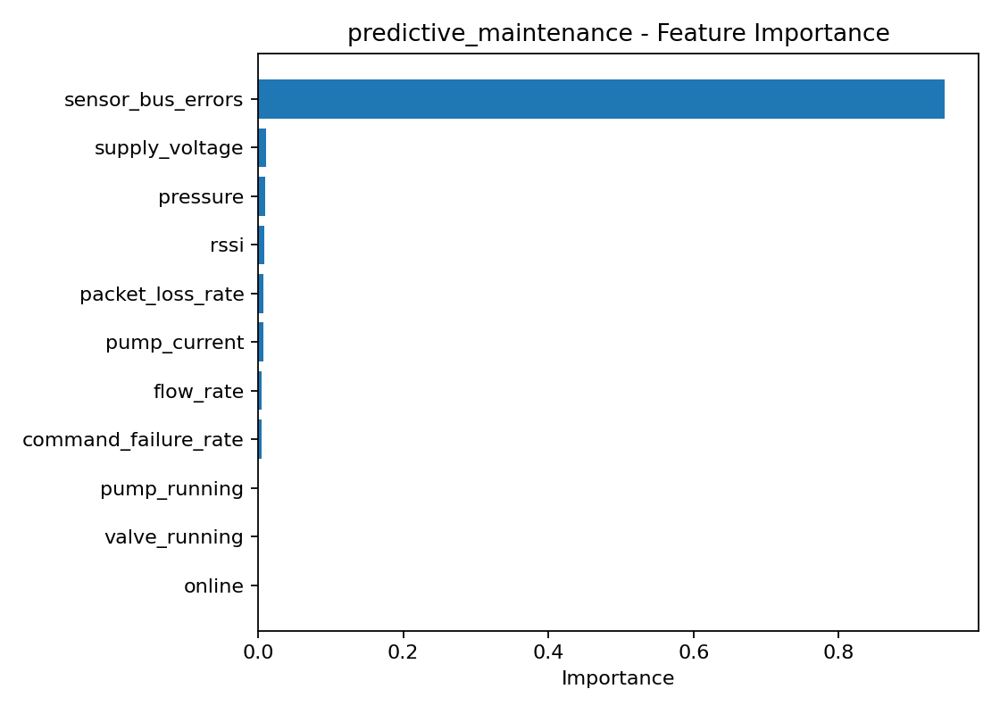 predictive_maintenance - Feature Importance
sensor_bus_errors
supply_voltage
pressure
rssi
packet_loss_rate
pump_current
flow_rate
command_failure_rate
pump_running
valve_running
online
0.0 0.2 0.4 0.6 0.8
Importance